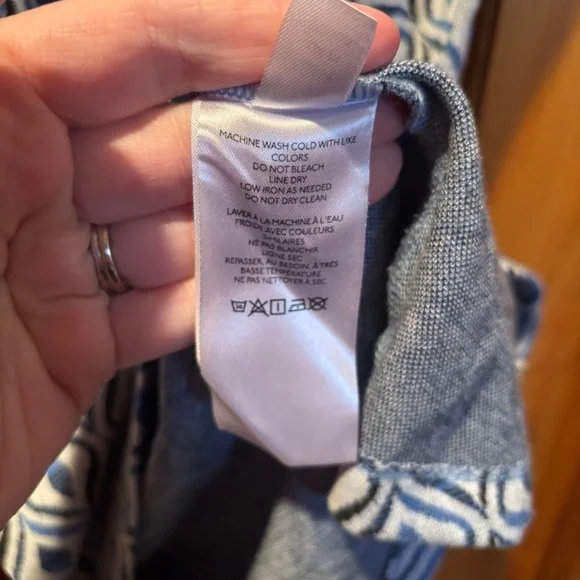 MACHINE WASH COLD WITH LIKE
COLORS
DO NOT BLEACH
LINE DRY
LOW IRON AS NEEDED
DO NOT DRY CLEAN
LAVER À LA MACHINE À L'EAU
FROIDE AVEC COULEURS
SIMILAIRES
NE PAS BLANCHIR
LIGNE SEC
REPASSER, AU BESOIN, À TRÈS
BASSE TEMPÉRATURE
NE PAS NETTOYER À SEC